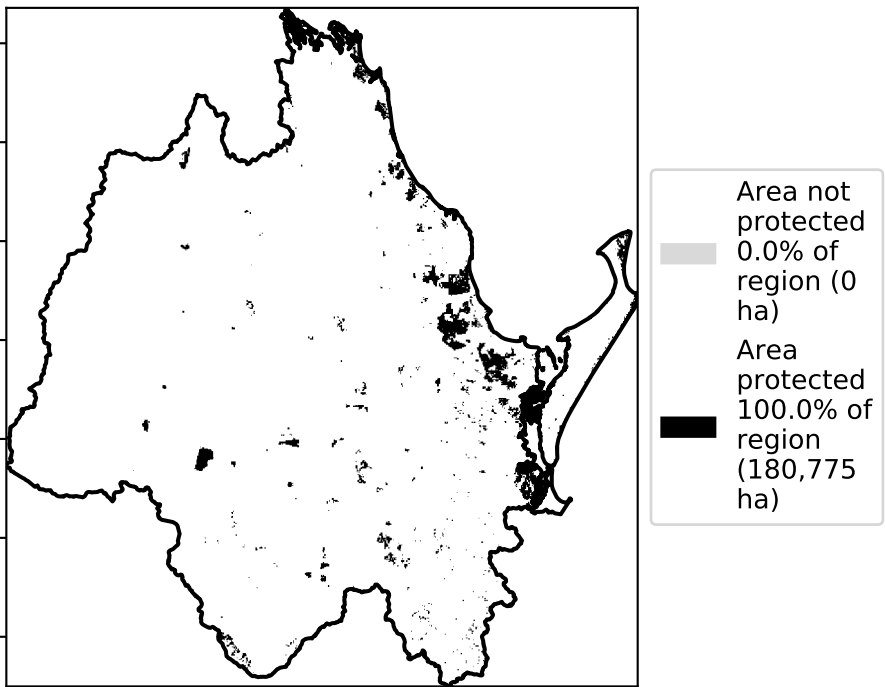 Area not
protected
0.0% of
region (0
ha)
Area
protected
100.0% of
region
(180,775
ha)